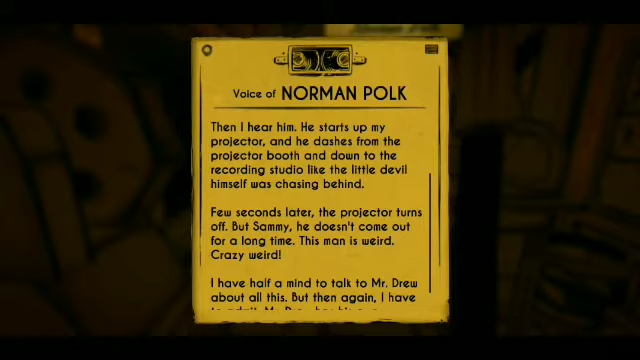 Voice of NORMAN POLK
Then I hear him. He starts up my
projector, and he dashes from the
projector booth and down to the
recording studio like the little devil
himself was chasing behind.
Few seconds later, the projector turns
off. But Sammy, he doesn't come out
for a long time. This man is weird.
Crazy weird!
I have half a mind to talk to Mr. Drew
about all this. But then again, I have